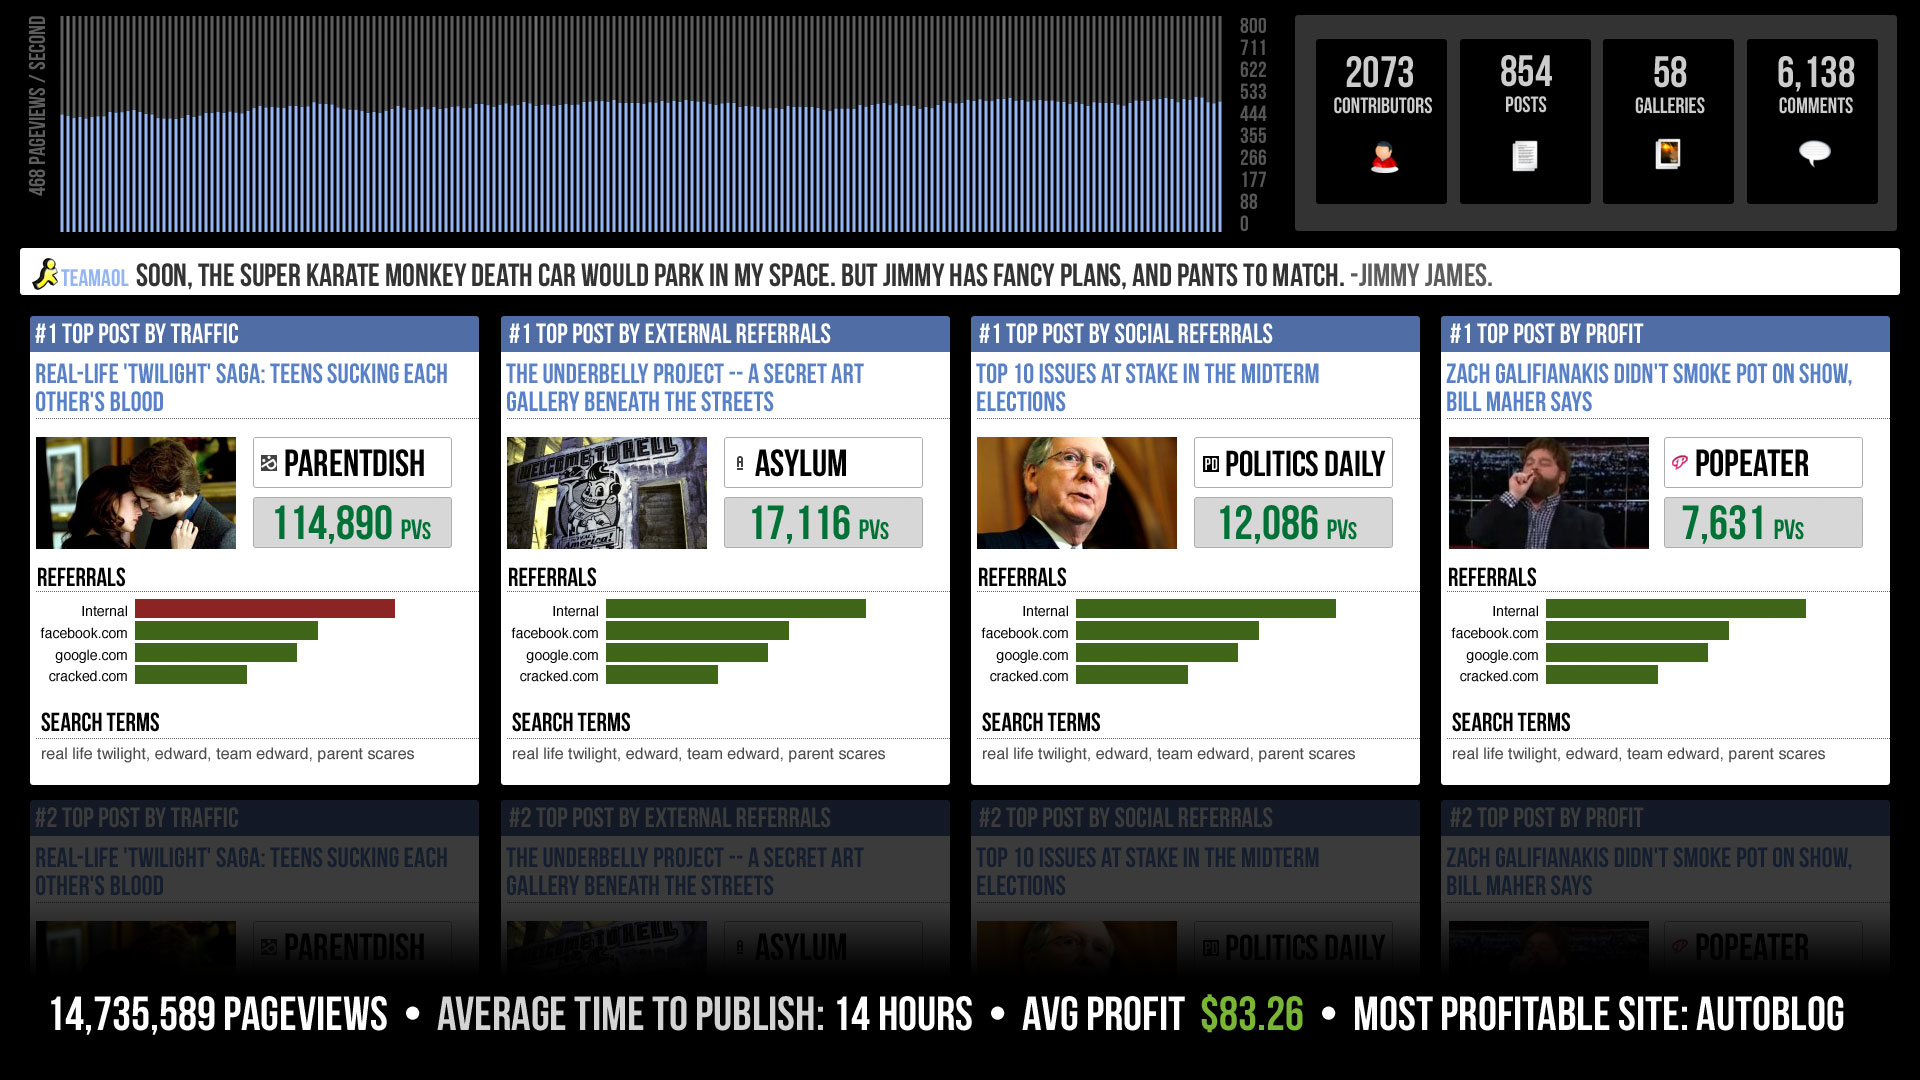 468 PAGEVIEWS / SECOND
800
711
622
533
444
355
266
177
88
0
2073
CONTRIBUTORS
854
POSTS
58
GALLERIES
6,138
COMMENTS
TEAMAOL SOON, THE SUPER KARATE MONKEY DEATH CAR WOULD PARK IN MY SPACE. BUT JIMMY HAS FANCY PLANS, AND PANTS TO MATCH. -JIMMY JAMES.
#1 TOP POST BY TRAFFIC
REAL-LIFE 'TWILIGHT' SAGA: TEENS SUCKING EACH
OTHER'S BLOOD
PARENTDISH
114,890 PVs
REFERRALS
Internal
facebook.com
google.com
cracked.com
SEARCH TERMS
real life twilight, edward, team edward, parent scares
#1 TOP POST BY EXTERNAL REFERRALS
THE UNDERBELLY PROJECT -- A SECRET ART
GALLERY BENEATH THE STREETS
WELCOME TO HELL
America!
A ASYLUM
17,116 PVs
REFERRALS
Internal
facebook.com
google.com
cracked.com
SEARCH TERMS
real life twilight, edward, team edward, parent scares
#1 TOP POST BY SOCIAL REFERRALS
TOP 10 ISSUES AT STAKE IN THE MIDTERM
ELECTIONS
PD POLITICS DAILY
12,086 PVs
REFERRALS
Internal
facebook.com
google.com
cracked.com
SEARCH TERMS
real life twilight, edward, team edward, parent scares
#1 TOP POST BY PROFIT
ZACH GALIFIANAKIS DIDN'T SMOKE POT ON SHOW,
BILL MAHER SAYS
POPEATER
7,631 PVs
REFERRALS
Internal
facebook.com
google.com
cracked.com
SEARCH TERMS
real life twilight, edward, team edward, parent scares
#2 TOP POST BY TRAFFIC
REAL-LIFE 'TWILIGHT' SAGA: TEENS SUCKING EACH
OTHER'S BLOOD
PARENTDISH
#2 TOP POST BY EXTERNAL REFERRALS
THE UNDERBELLY PROJECT -- A SECRET ART
GALLERY BENEATH THE STREETS
WELCOME TO HELL
A ASYLUM
#2 TOP POST BY SOCIAL REFERRALS
TOP 10 ISSUES AT STAKE IN THE MIDTERM
ELECTIONS
PD POLITICS DAILY
#2 TOP POST BY PROFIT
ZACH GALIFIANAKIS DIDN'T SMOKE POT ON SHOW,
BILL MAHER SAYS
POPEATER
14,735,589 PAGEVIEWS • AVERAGE TIME TO PUBLISH: 14 HOURS • AVG PROFIT $83.26 • MOST PROFITABLE SITE: AUTOBLOG